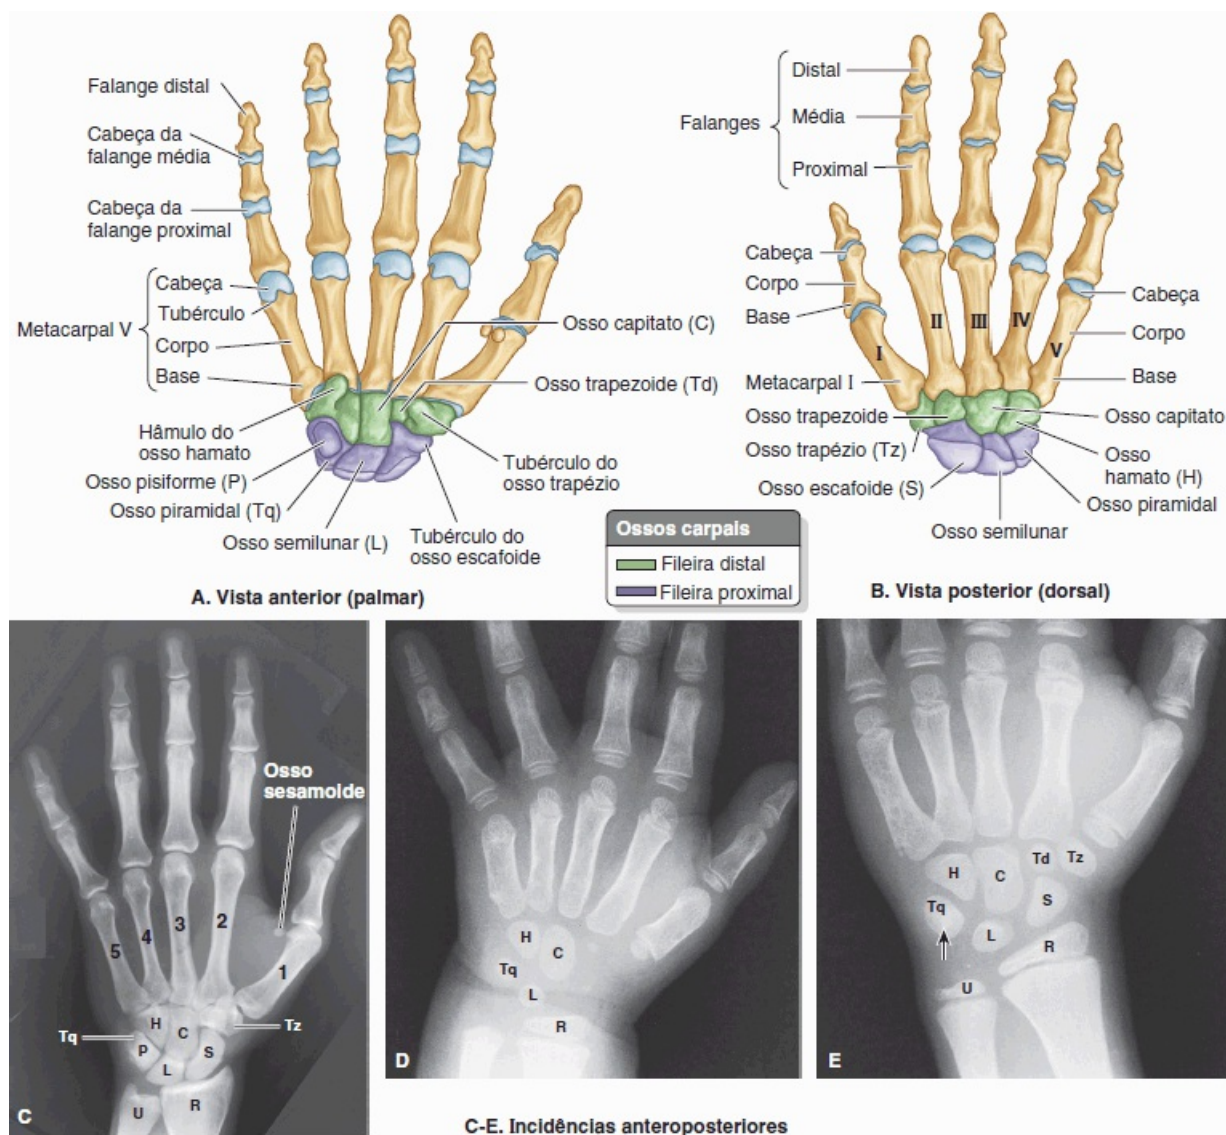 Falange distal
Cabeça da
falange média
Cabeça da
falange proximal
Metacarpal V
Cabeça
Tubérculo
Corpo
Base
Hâmulo do
osso hamato
Osso pisiforme (P)
Osso piramidal (Tq)
Osso semilunar (L)
Osso capitato (C)
Osso trapezoide (Td)
Tubérculo do
osso trapézio
Tubérculo do
osso escafoide
A. Vista anterior (palmar)
Falanges
Distal
Média
Proximal
Cabeça
Corpo
Base
I
II
III
IV
V
Metacarpal I
Osso trapezoide
Osso trapézio (Tz)
Osso escafoide (S)
Osso semilunar
Cabeça
Corpo
Base
Osso capitato
Osso
hamato (H)
Osso piramidal
B. Vista posterior (dorsal)
Ossos carpais
Fileira distal
Fileira proximal
Osso
sesamoide
5
4
3
2
1
H
C
Tz
Tq
P
S
L
U
R
C
H
C
Tq
L
R
D
H
C
Td
Tz
Tq
S
L
R
U
E
C-E. Incidências anteroposteriores